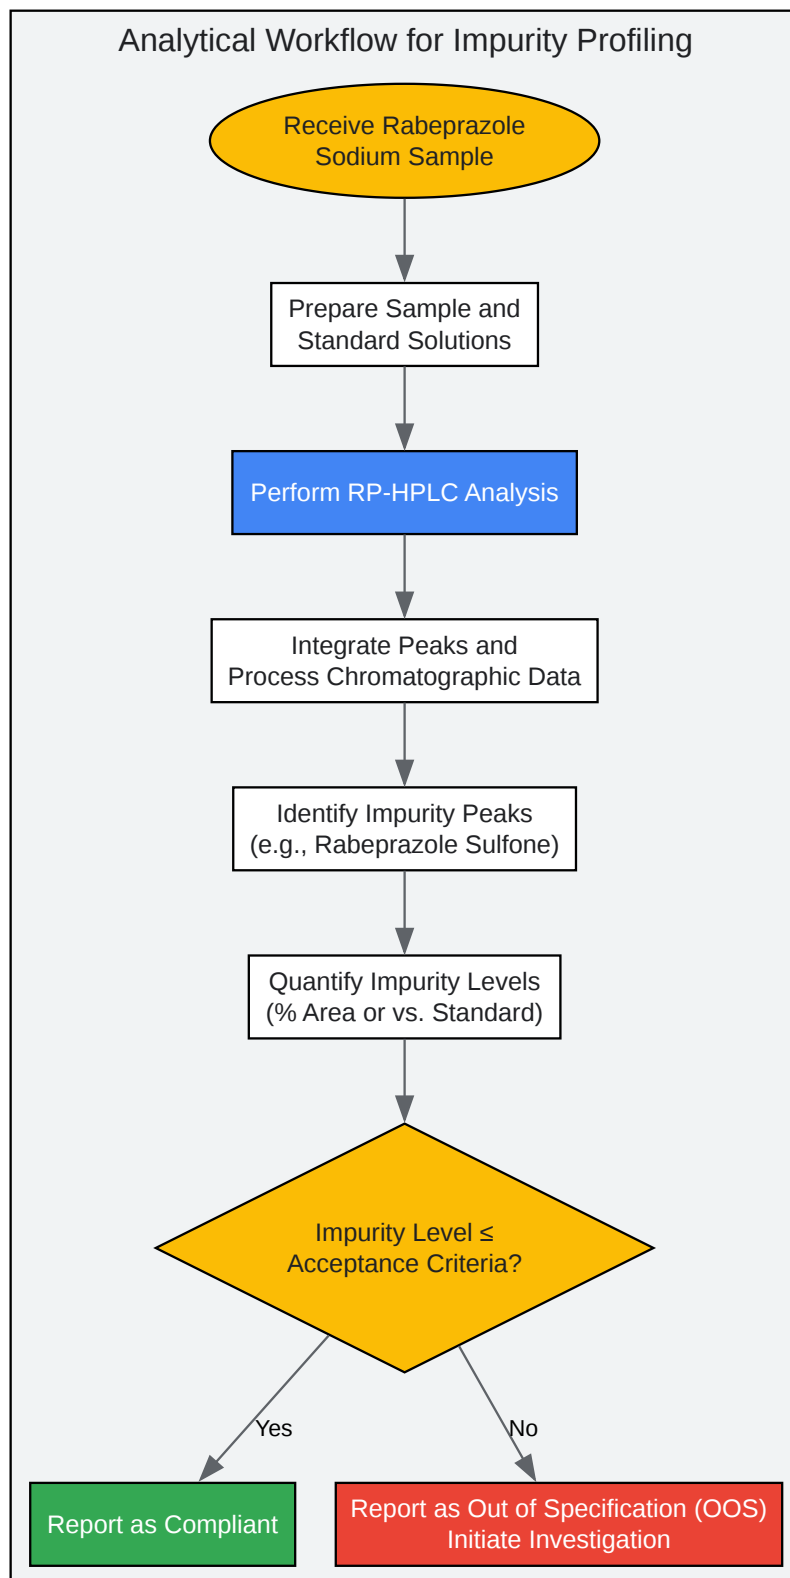 Analytical Workflow for Impurity Profiling
Receive Rabeprazole
Sodium Sample
Prepare Sample and
Standard Solutions
Perform RP-HPLC Analysis
Integrate Peaks and
Process Chromatographic Data
Identify Impurity Peaks
(e.g., Rabeprazole Sulfone)
Quantify Impurity Levels
(% Area or vs. Standard)
Impurity Level ≤
Acceptance Criteria?
Yes
No
Report as Compliant
Report as Out of Specification (OOS)
Initiate Investigation